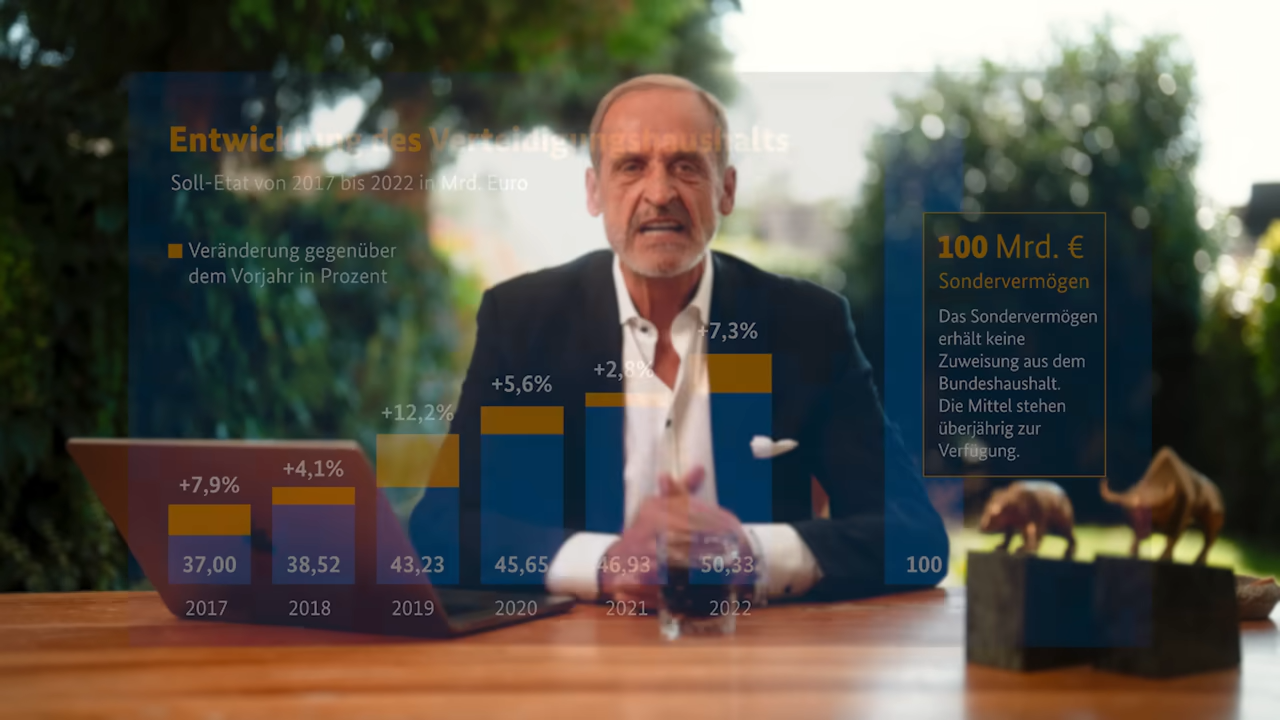 Entwicklung des Verteidigungshaushalts
Soll-Etat von 2017 bis 2022 in Mrd. Euro
Veränderung gegenüber
dem Vorjahr in Prozent
+7,9%
+4,1%
+12,2%
+5,6%
+2,8%
+7,3%
37,00
38,52
43,23
45,65
46,93
50,33
100
2017
2018
2019
2020
2021
2022
100 Mrd. €
Sondervermögen
Das Sondervermögen
erhält keine
Zuweisung aus dem
Bundeshaushalt.
Die Mittel stehen
überjährig zur
Verfügung.